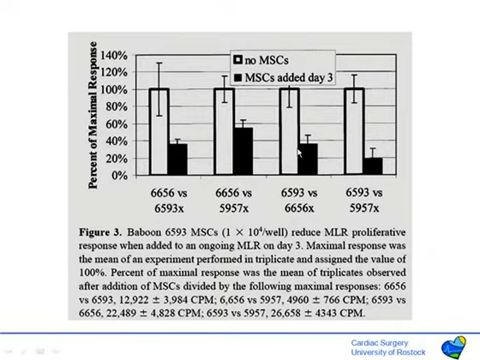 140%
120%
100%
80%
60%
40%
20%
0%
Percent of Maximal Response
no MSCs
MSCs added day 3
6656 vs 6656 vs 6593 vs 6593 vs
6593x 5957x 6656x 5957x
Figure 3. Baboon 6593 MSCs (1 × 10⁴/well) reduce MLR proliferative
response when added to an ongoing MLR on day 3. Maximal response was
the mean of an experiment performed in triplicate and assigned the value of
100%. Percent of maximal response was the mean of triplicates observed
after addition of MSCs divided by the following maximal responses: 6656
vs 6593, 12,922 ± 3,984 CPM; 6,656 vs 5957, 4960 ± 766 CPM; 6593 vs
6656, 22,489 ± 4,828 CPM; 6593 vs 5957, 26,658 ± 4343 CPM.
Cardiac Surgery
University of Rostock